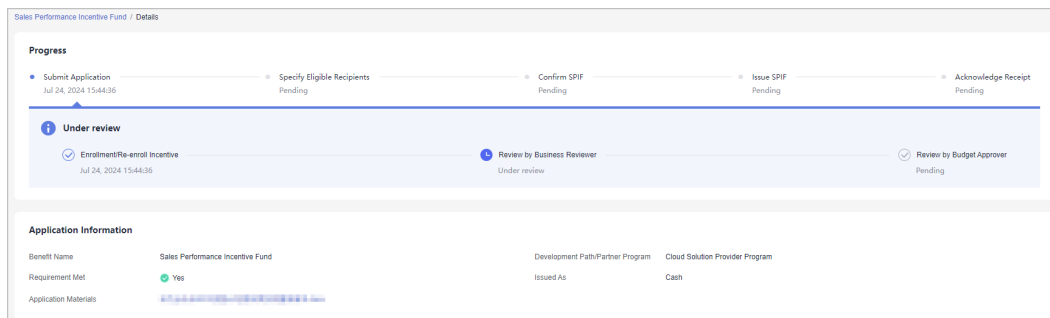 Sales Performance Incentive Fund / Details
Progress
Submit Application Specify Eligible Recipients Confirm SPIF Issue SPIF Acknowledge Receipt
Jul 24, 2024 15:44:36 Pending Pending Pending Pending
Under review
Enrollment/Re-enroll Incentive Review by Business Reviewer Review by Budget Approver
Jul 24, 2024 15:44:36 Under review Pending
Application Information
Benefit Name Sales Performance Incentive Fund Development Path/Partner Program Cloud Solution Provider Program
Requirement Met Yes Issued As Cash
Application Materials